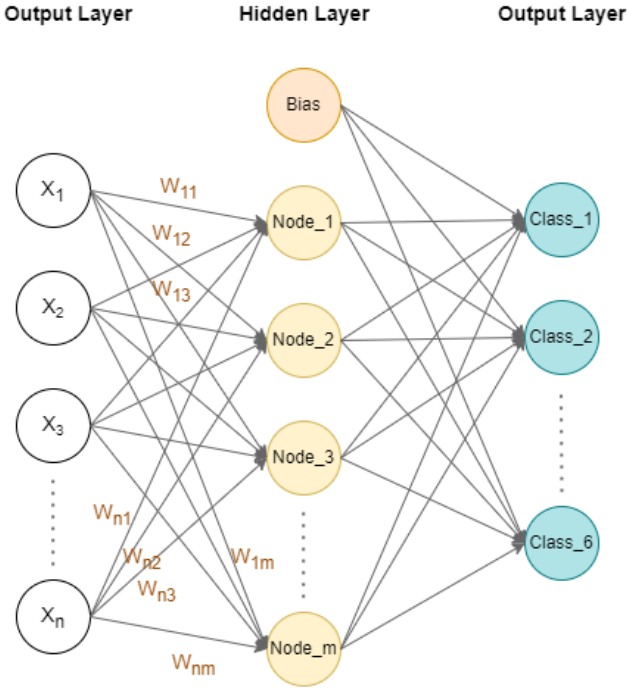 Output Layer
Hidden Layer
Output Layer
Bias
X1
W11
Node_1
Class_1
W12
W13
X2
Node_2
Class_2
X3
Node_3
Wn1
Class_6
Wn2
W1m
Wn3
Xn
Node_m
Wnm